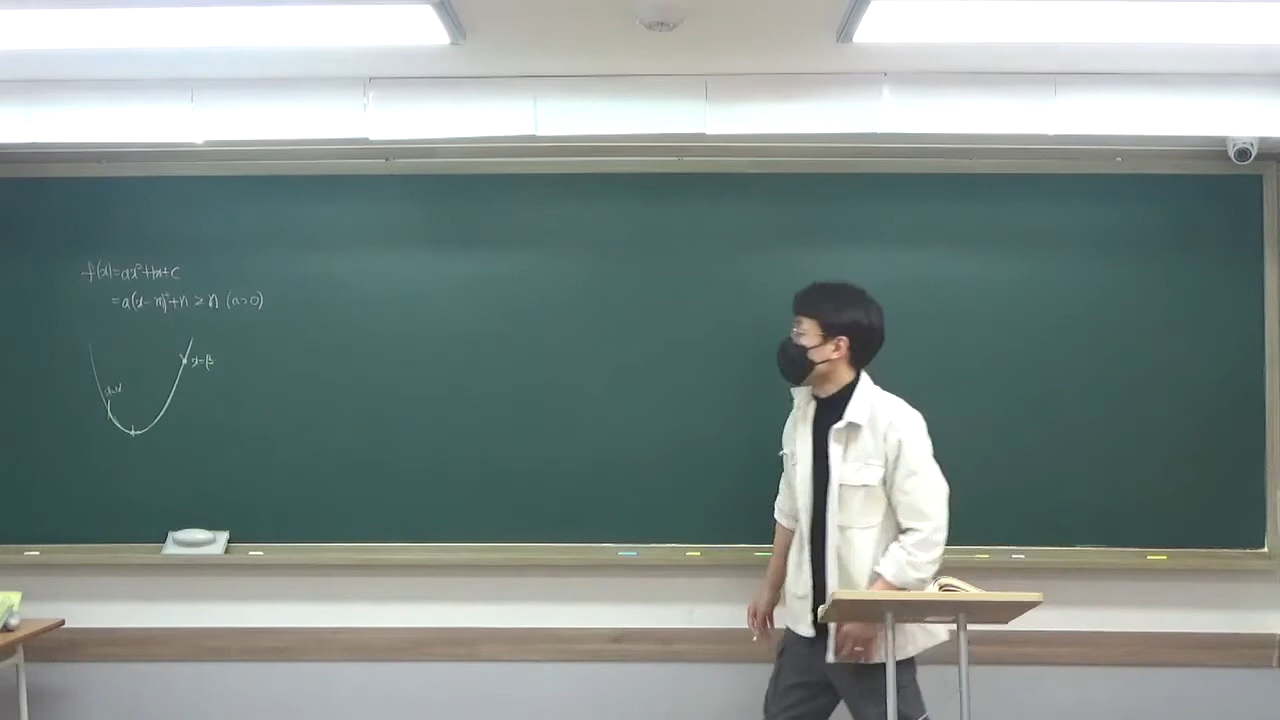 f(x)=ax²+bx+c
=a(x-m)²+n ≥ n (a>0)
x=β
x=α